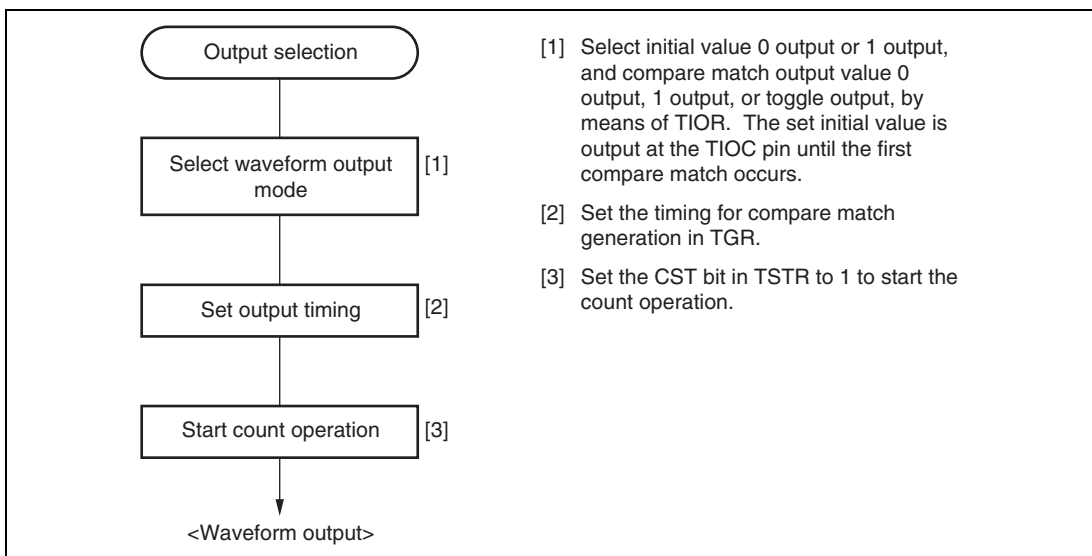 Output selection
Select waveform output
mode
[1]
Set output timing
[2]
Start count operation
[3]
<Waveform output>
[1] Select initial value 0 output or 1 output,
and compare match output value 0
output, 1 output, or toggle output, by
means of TIOR. The set initial value is
output at the TIOC pin until the first
compare match occurs.
[2] Set the timing for compare match
generation in TGR.
[3] Set the CST bit in TSTR to 1 to start the
count operation.